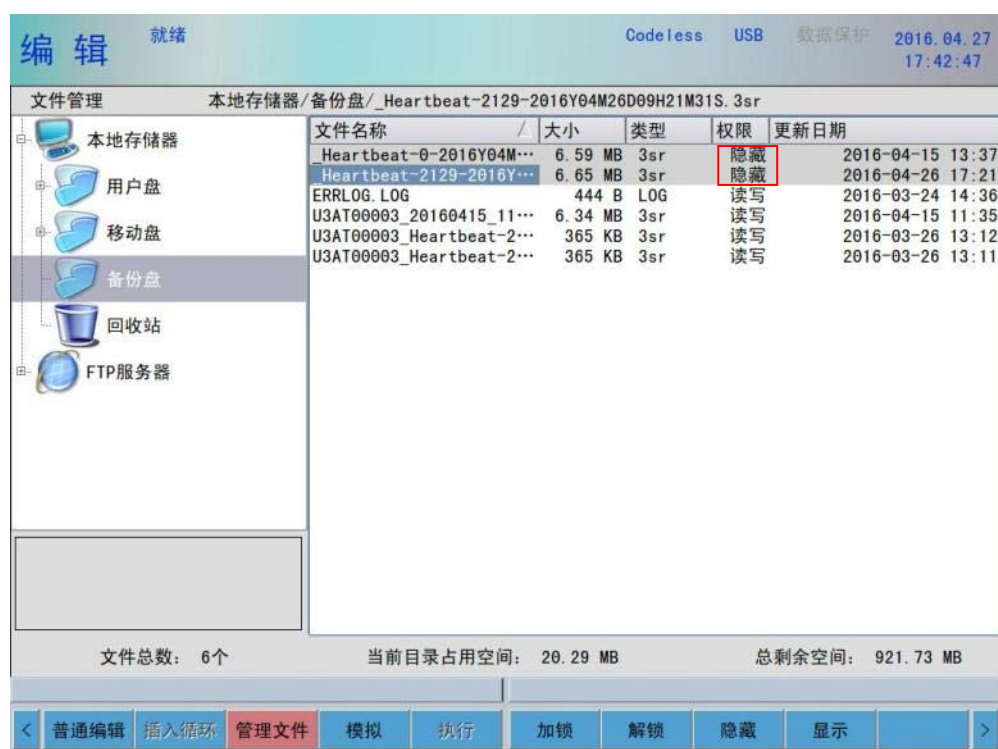 编 辑 就绪 Codeless USB 数据保护 2016.04.27
17:42:47
文件管理 本地存储器/备份盘/_Heartbeat-2129-2016Y04M26D09H21M31S.3sr
本地存储器
用户盘
移动盘
备份盘
回收站
FTP服务器
文件名称 大小 类型 权限 更新日期
_Heartbeat-0-2016Y04M… 6.59 MB 3sr 隐藏 2016-04-15 13:37
_Heartbeat-2129-2016Y… 6.65 MB 3sr 隐藏 2016-04-26 17:21
ERRLOG.LOG 444 B LOG 读写 2016-03-24 14:36
U3AT00003_20160415_11… 6.34 MB 3sr 读写 2016-04-15 11:35
U3AT00003_Heartbeat-2… 365 KB 3sr 读写 2016-03-26 13:12
U3AT00003_Heartbeat-2… 365 KB 3sr 读写 2016-03-26 13:11
文件总数: 6个 当前目录占用空间: 20.29 MB 总剩余空间: 921.73 MB
< 普通编辑 插入循环 管理文件 模拟 执行 加锁 解锁 隐藏 显示 >